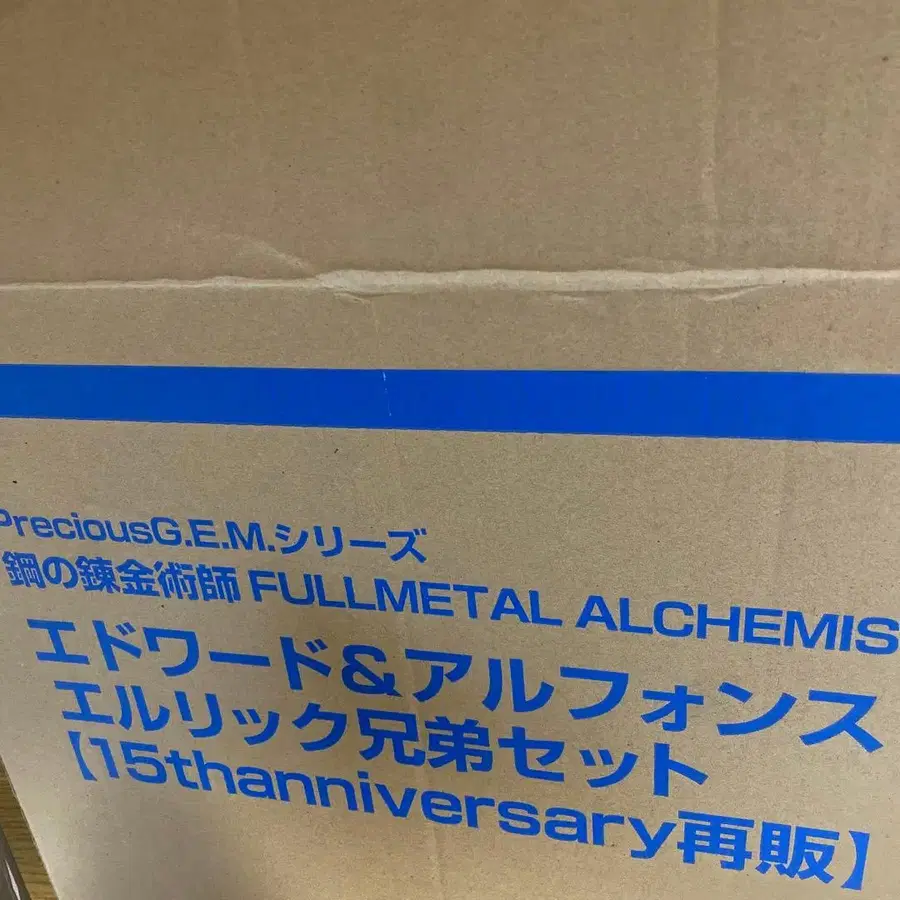 PreciousG.E.M.シリーズ
鋼の錬金術師 FULLMETAL ALCHEMIS
エドワード&アルフォンス
エルリック兄弟セット
【15thanniversary再販】